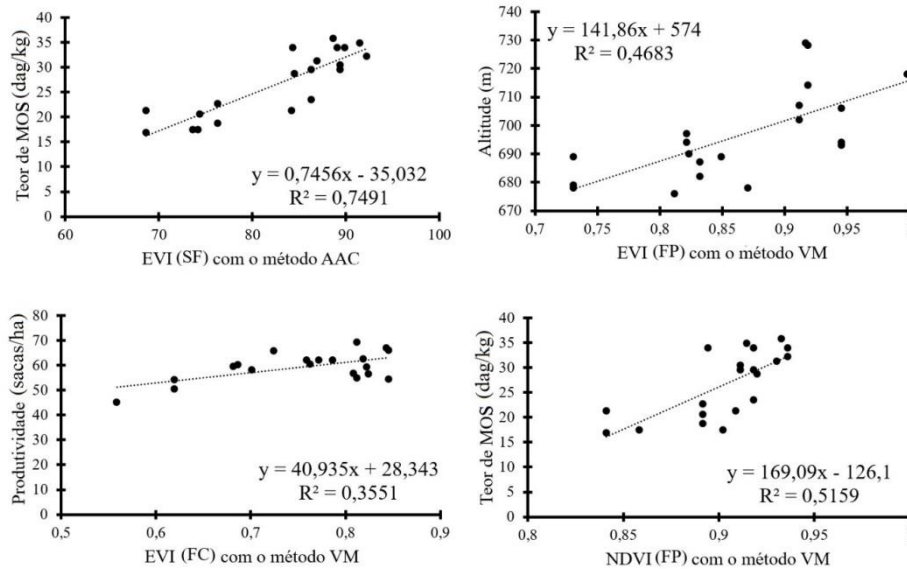 Teor de MOS (dag/kg)
40
35
30
25
20
15
10
5
0
y = 0,7456x - 35,032
R² = 0,7491
60 70 80 90 100
EVI (SF) com o método AAC
Altitude (m)
740
730
720
710
700
690
680
670
y = 141,86x + 574
R² = 0,4683
0,7 0,75 0,8 0,85 0,9 0,95
EVI (FP) com o método VM
Produtividade (sacas/ha)
100
90
80
70
60
50
40
30
20
10
0
y = 40,935x + 28,343
R² = 0,3551
0,5 0,6 0,7 0,8 0,9
EVI (FC) com o método VM
Teor de MOS (dag/kg)
40
35
30
25
20
15
10
5
0
y = 169,09x - 126,1
R² = 0,5159
0,8 0,85 0,9 0,95
NDVI (FP) com o método VM